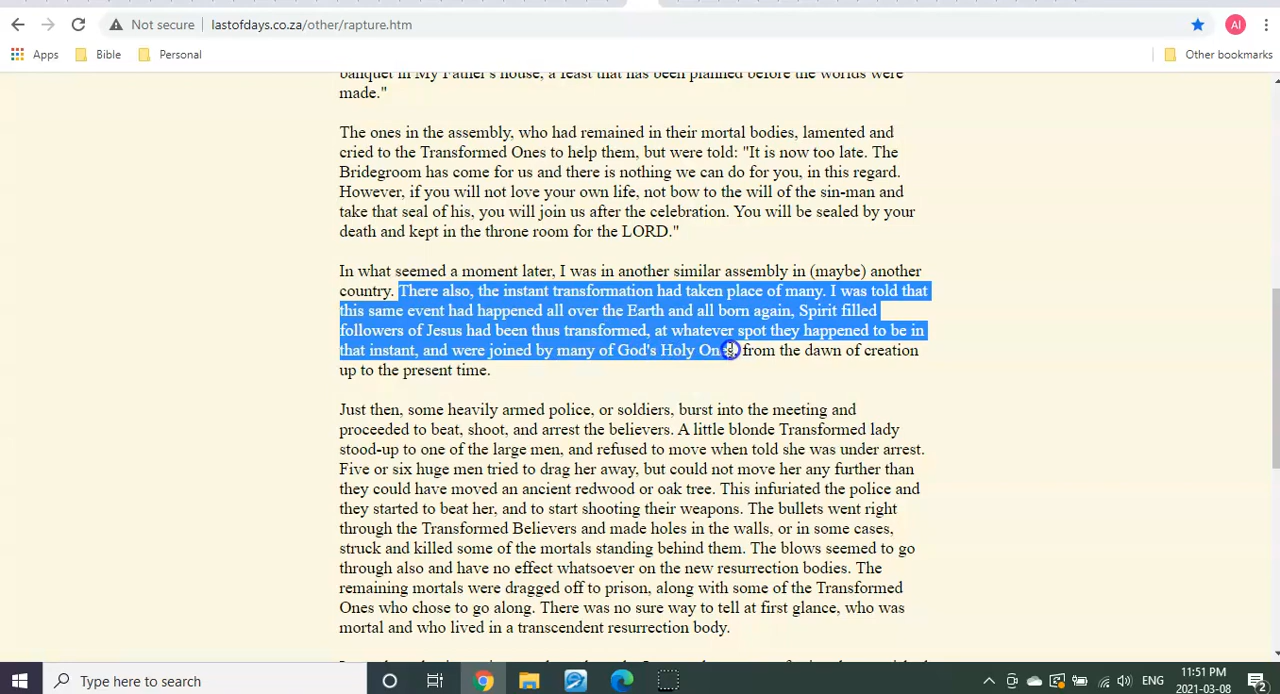 Not secure
lastofdays.co.za/other/rapture.htm
AI
Apps
Bible
Personal
Other bookmarks
banquet in My Father's house, a feast that has been planned before the worlds were
made."
The ones in the assembly, who had remained in their mortal bodies, lamented and
cried to the Transformed Ones to help them, but were told: "It is now too late. The
Bridegroom has come for us and there is nothing we can do for you, in this regard.
However, if you will not love your own life, not bow to the will of the sin-man and
take that seal of his, you will join us after the celebration. You will be sealed by your
death and kept in the throne room for the LORD."
In what seemed a moment later, I was in another similar assembly in (maybe) another
country. There also, the instant transformation had taken place of many. I was told that
this same event had happened all over the Earth and all born again, Spirit filled
followers of Jesus had been thus transformed, at whatever spot they happened to be in
that instant, and were joined by many of God's Holy Ones, from the dawn of creation
up to the present time.
Just then, some heavily armed police, or soldiers, burst into the meeting and
proceeded to beat, shoot, and arrest the believers. A little blonde Transformed lady
stood-up to one of the large men, and refused to move when told she was under arrest.
Five or six huge men tried to drag her away, but could not move her any further than
they could have moved an ancient redwood or oak tree. This infuriated the police and
they started to beat her, and to start shooting their weapons. The bullets went right
through the Transformed Believers and made holes in the walls, or in some cases,
struck and killed some of the mortals standing behind them. The blows seemed to go
through also and have no effect whatsoever on the new resurrection bodies. The
remaining mortals were dragged off to prison, along with some of the Transformed
Ones who chose to go along. There was no sure way to tell at first glance, who was
mortal and who lived in a transcendent resurrection body.
Type here to search
ENG
11:51 PM
2021-03-08
2